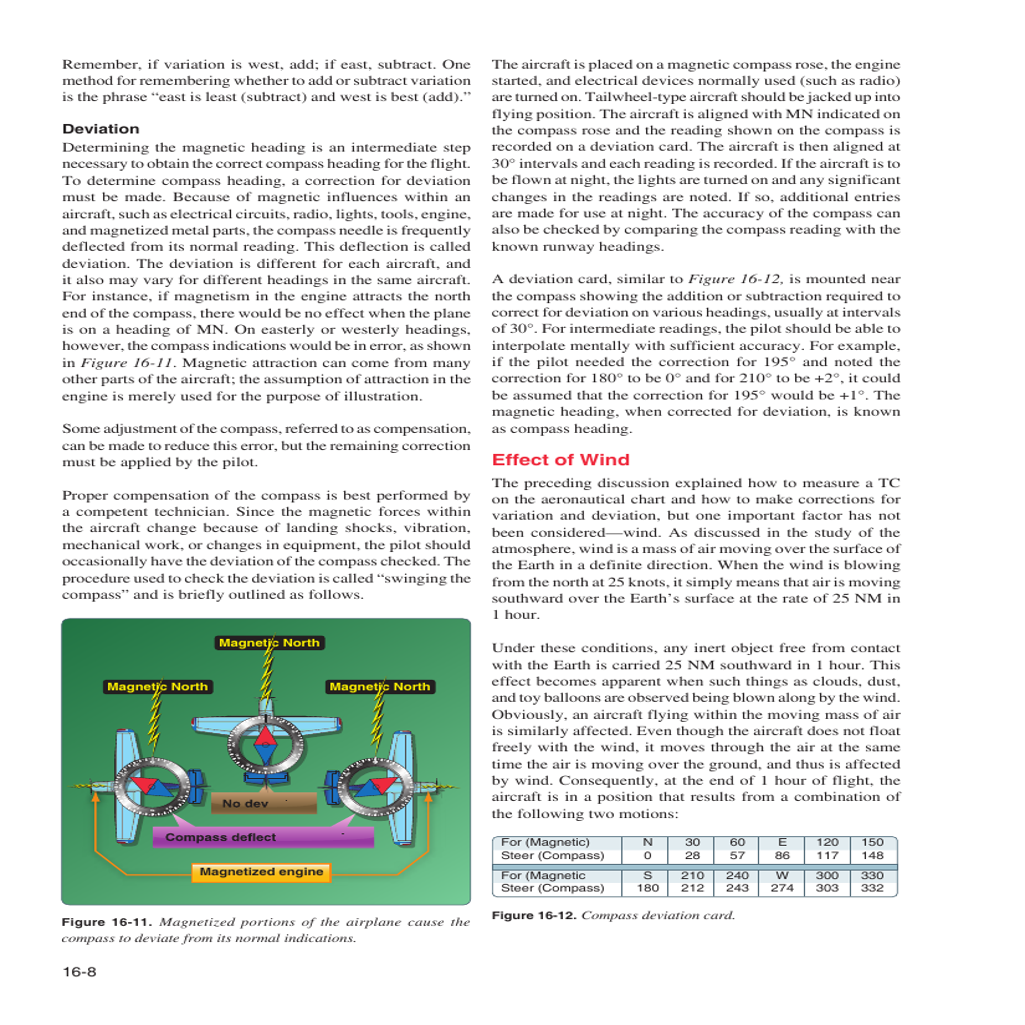 Remember, if variation is west, add; if east, subtract. One
method for remembering whether to add or subtract variation
is the phrase “east is least (subtract) and west is best (add).”
Deviation
Determining the magnetic heading is an intermediate step
necessary to obtain the correct compass heading for the flight.
To determine compass heading, a correction for deviation
must be made. Because of magnetic influences within an
aircraft, such as electrical circuits, radio, lights, tools, engine,
and magnetized metal parts, the compass needle is frequently
deflected from its normal reading. This deflection is called
deviation. The deviation is different for each aircraft, and
it also may vary for different headings in the same aircraft.
For instance, if magnetism in the engine attracts the north
end of the compass, there would be no effect when the plane
is on a heading of MN. On easterly or westerly headings,
however, the compass indications would be in error, as shown
in Figure 16-11. Magnetic attraction can come from many
other parts of the aircraft; the assumption of attraction in the
engine is merely used for the purpose of illustration.
Some adjustment of the compass, referred to as compensation,
can be made to reduce this error, but the remaining correction
must be applied by the pilot.
Proper compensation of the compass is best performed by
a competent technician. Since the magnetic forces within
the aircraft change because of landing shocks, vibration,
mechanical work, or changes in equipment, the pilot should
occasionally have the deviation of the compass checked. The
procedure used to check the deviation is called “swinging the
compass” and is briefly outlined as follows.
Magnetic North
Magnetic North
Magnetic North
No dev
Compass deflect
Magnetized engine
Figure 16-11. Magnetized portions of the airplane cause the
compass to deviate from its normal indications.
16-8
The aircraft is placed on a magnetic compass rose, the engine
started, and electrical devices normally used (such as radio)
are turned on. Tailwheel-type aircraft should be jacked up into
flying position. The aircraft is aligned with MN indicated on
the compass rose and the reading shown on the compass is
recorded on a deviation card. The aircraft is then aligned at
30° intervals and each reading is recorded. If the aircraft is to
be flown at night, the lights are turned on and any significant
changes in the readings are noted. If so, additional entries
are made for use at night. The accuracy of the compass can
also be checked by comparing the compass reading with the
known runway headings.
A deviation card, similar to Figure 16-12, is mounted near
the compass showing the addition or subtraction required to
correct for deviation on various headings, usually at intervals
of 30°. For intermediate readings, the pilot should be able to
interpolate mentally with sufficient accuracy. For example,
if the pilot needed the correction for 195° and noted the
correction for 180° to be 0° and for 210° to be +2°, it could
be assumed that the correction for 195° would be +1°. The
magnetic heading, when corrected for deviation, is known
as compass heading.
Effect of Wind
The preceding discussion explained how to measure a TC
on the aeronautical chart and how to make corrections for
variation and deviation, but one important factor has not
been considered—wind. As discussed in the study of the
atmosphere, wind is a mass of air moving over the surface of
the Earth in a definite direction. When the wind is blowing
from the north at 25 knots, it simply means that air is moving
southward over the Earth’s surface at the rate of 25 NM in
1 hour.
Under these conditions, any inert object free from contact
with the Earth is carried 25 NM southward in 1 hour. This
effect becomes apparent when such things as clouds, dust,
and toy balloons are observed being blown along by the wind.
Obviously, an aircraft flying within the moving mass of air
is similarly affected. Even though the aircraft does not float
freely with the wind, it moves through the air at the same
time the air is moving over the ground, and thus is affected
by wind. Consequently, at the end of 1 hour of flight, the
aircraft is in a position that results from a combination of
the following two motions:
For (Magnetic) N 30 60 E 120 150
Steer (Compass) 0 28 57 86 117 148
For (Magnetic S 210 240 W 300 330
Steer (Compass) 180 212 243 274 303 332
Figure 16-12. Compass deviation card.